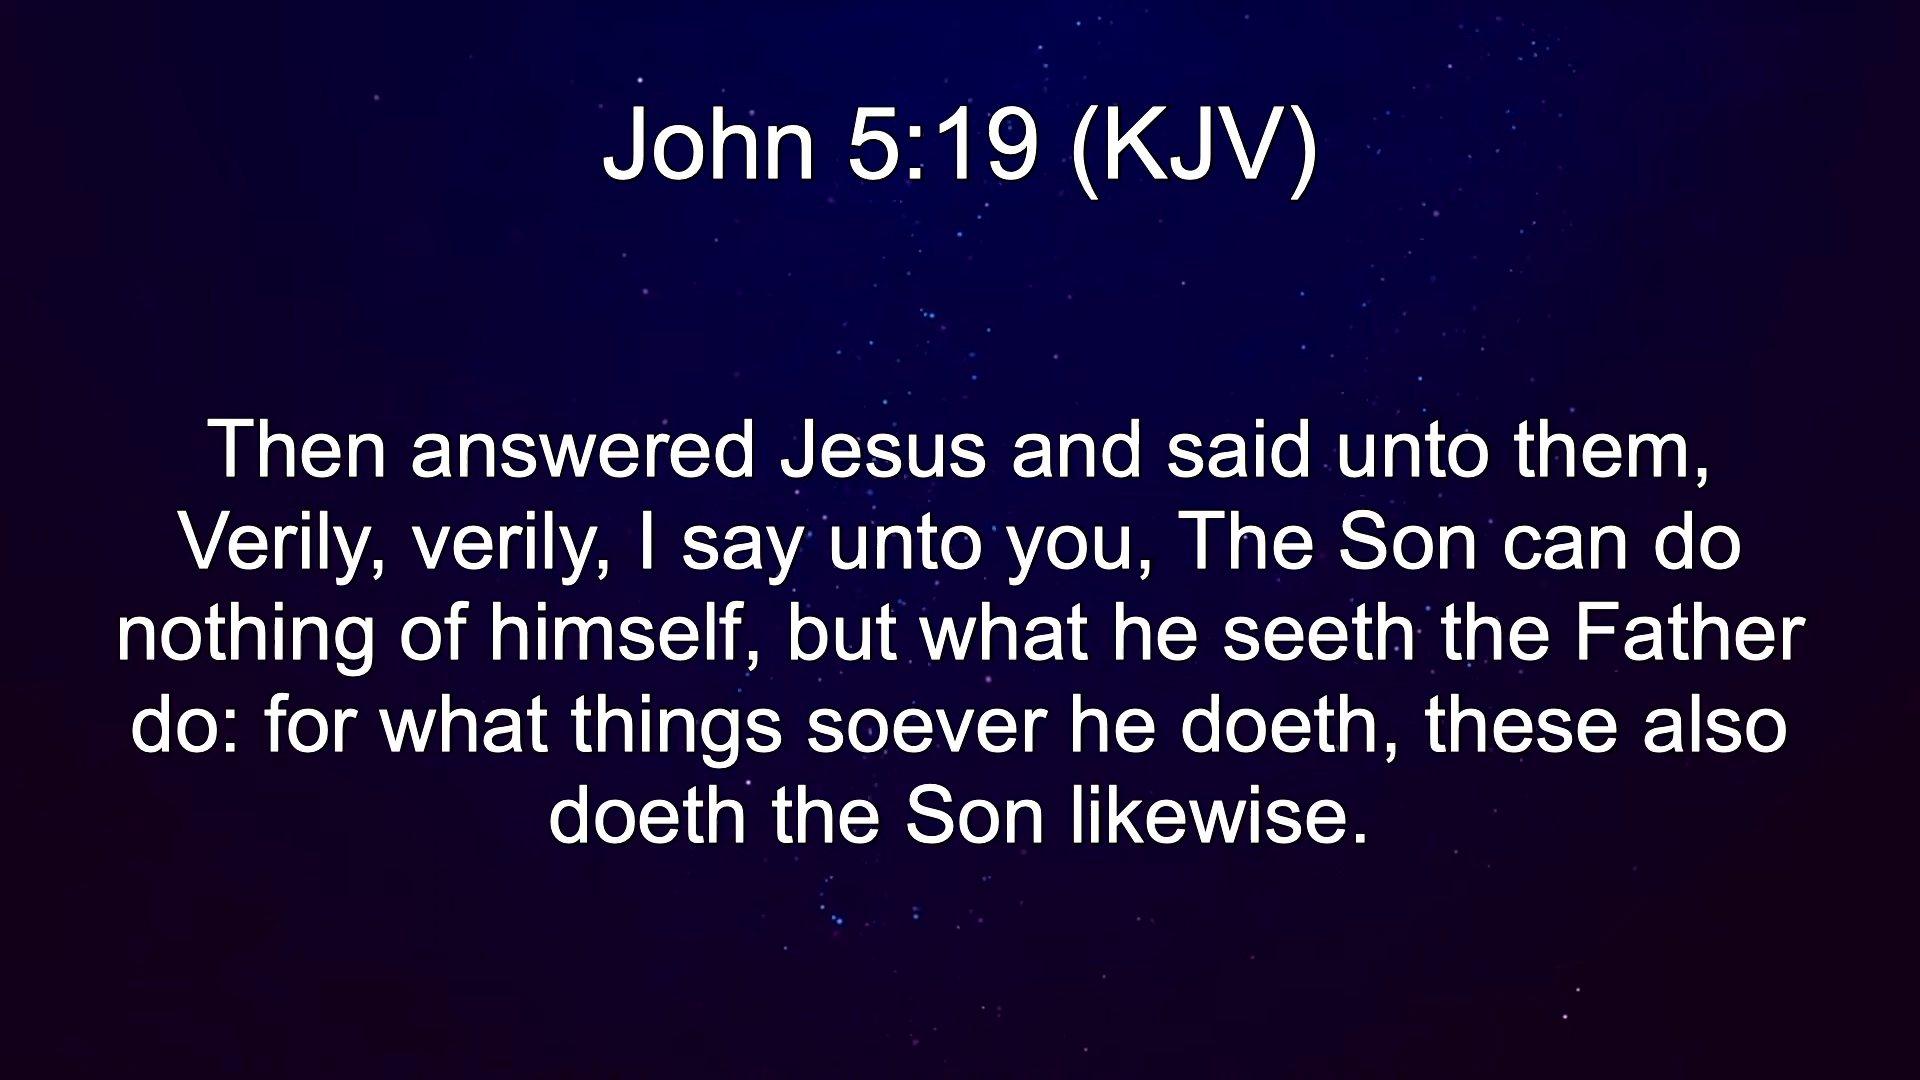 John 5:19 (KJV)
Then answered Jesus and said unto them,
Verily, verily, I say unto you, The Son can do
nothing of himself, but what he seeth the Father
do: for what things soever he doeth, these also
doeth the Son likewise.